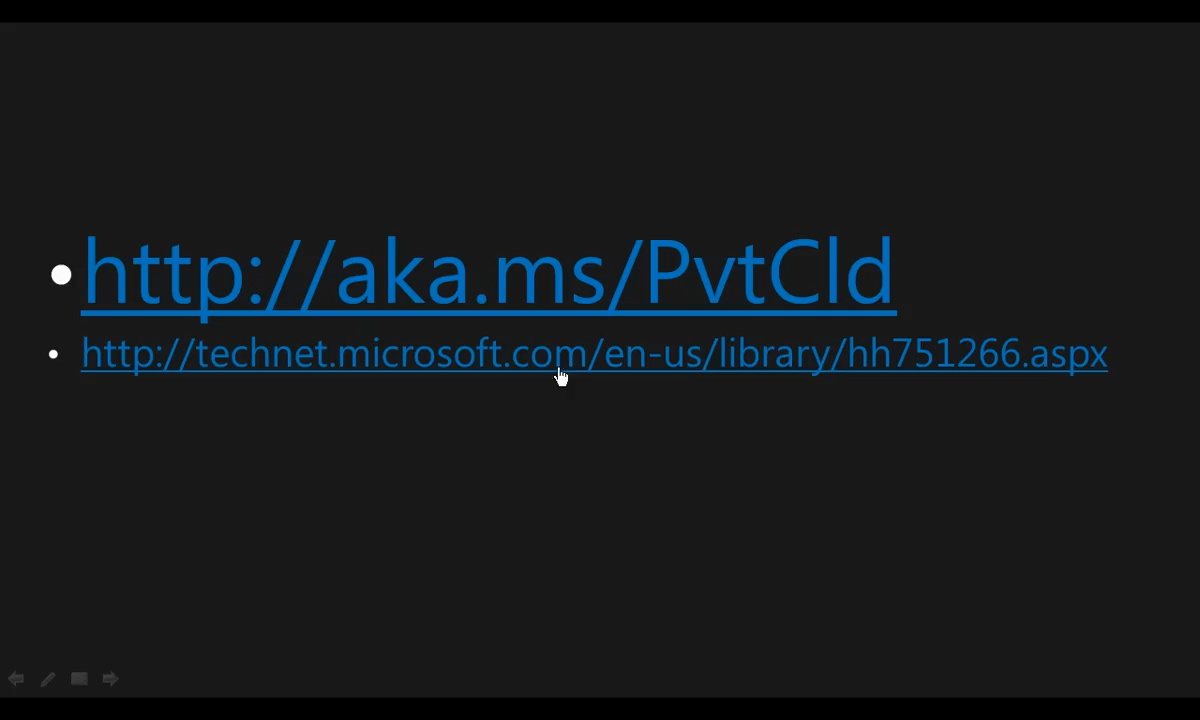 • http://aka.ms/PvtCld
• http://technet.microsoft.com/en-us/library/hh751266.aspx